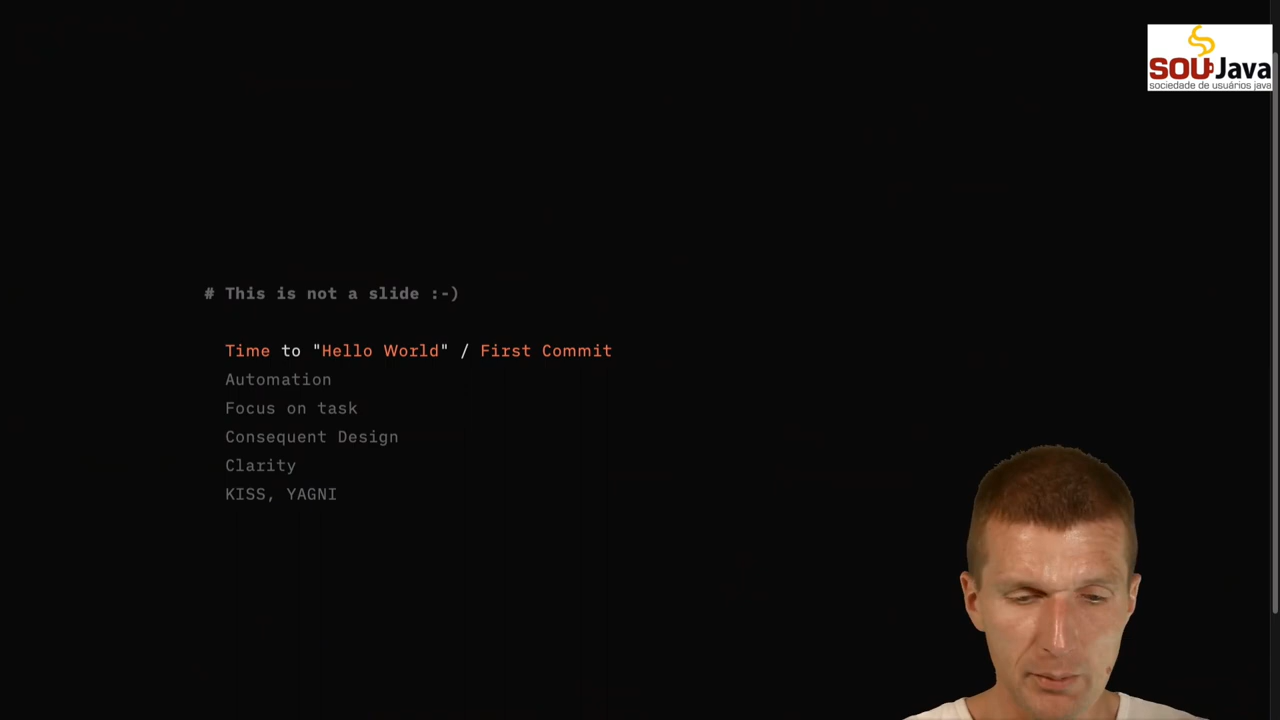 SOUJava
sociedade de usuários java
# This is not a slide :-)
Time to "Hello World" / First Commit
Automation
Focus on task
Consequent Design
Clarity
KISS, YAGNI